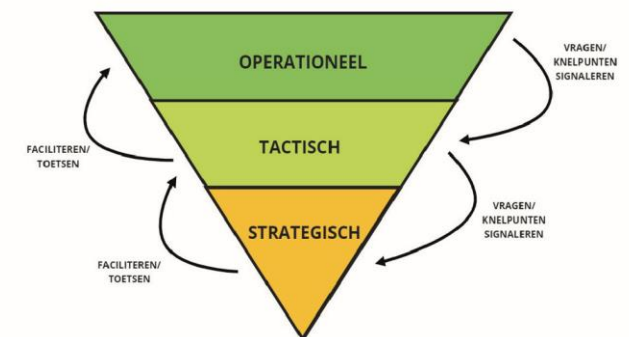 OPERATIONEEL
VRAGEN/
KNELPUNTEN
SIGNALEREN
FACILITEREN/
TOETSEN
TACTISCH
VRAGEN/
KNELPUNTEN
SIGNALEREN
STRATEGISCH
FACILITEREN/
TOETSEN